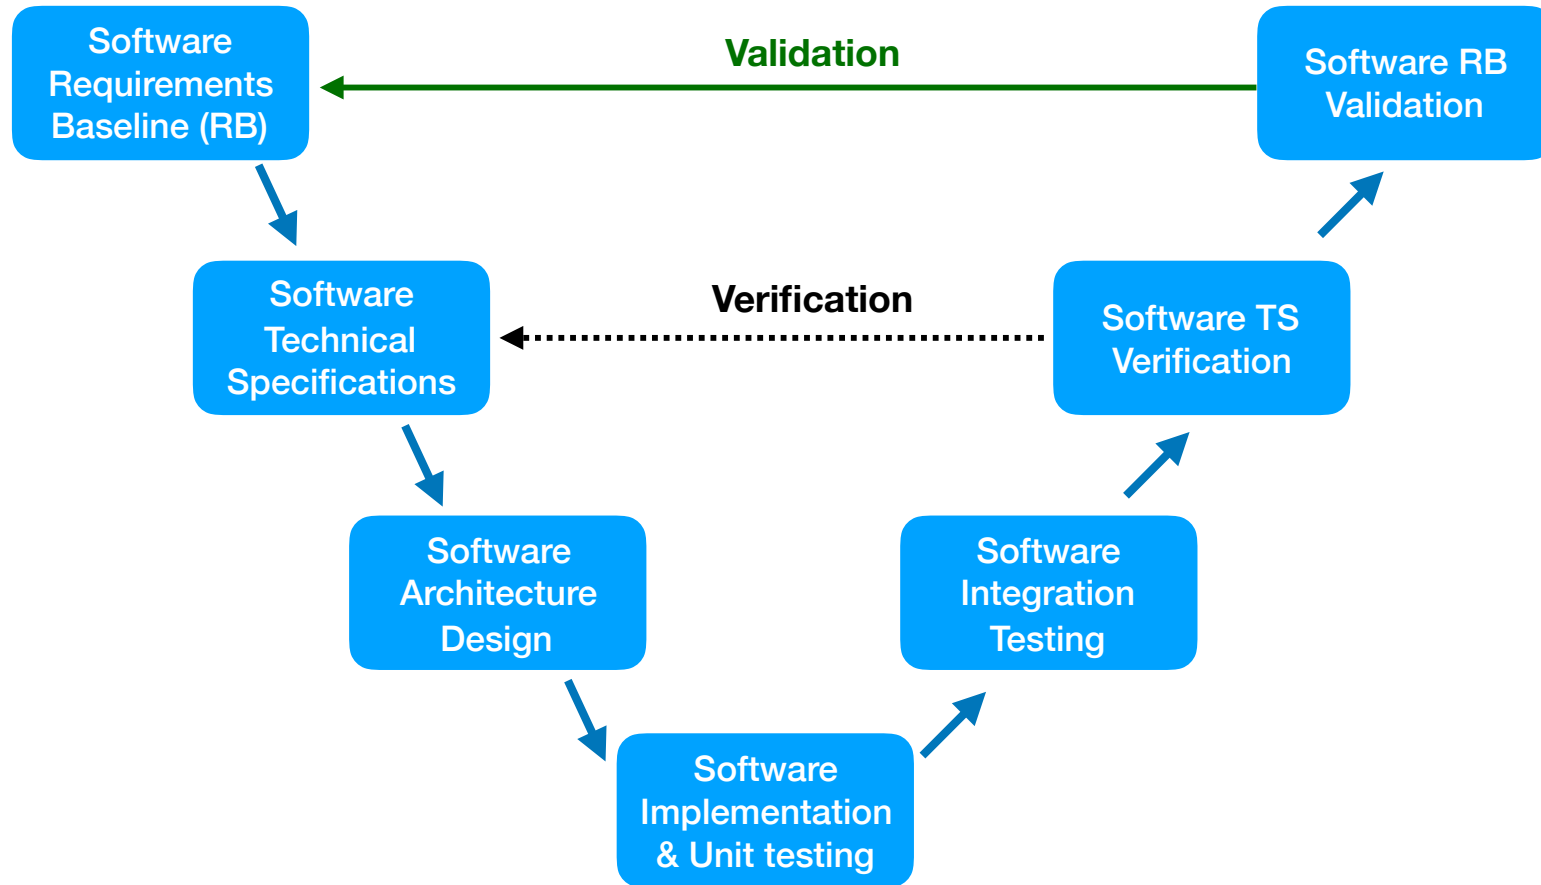 Software
Requirements
Baseline (RB)
Validation
Software RB
Validation
Software
Technical
Specifications
Verification
Software TS
Verification
Software
Architecture
Design
Software
Integration
Testing
Software
Implementation
& Unit testing